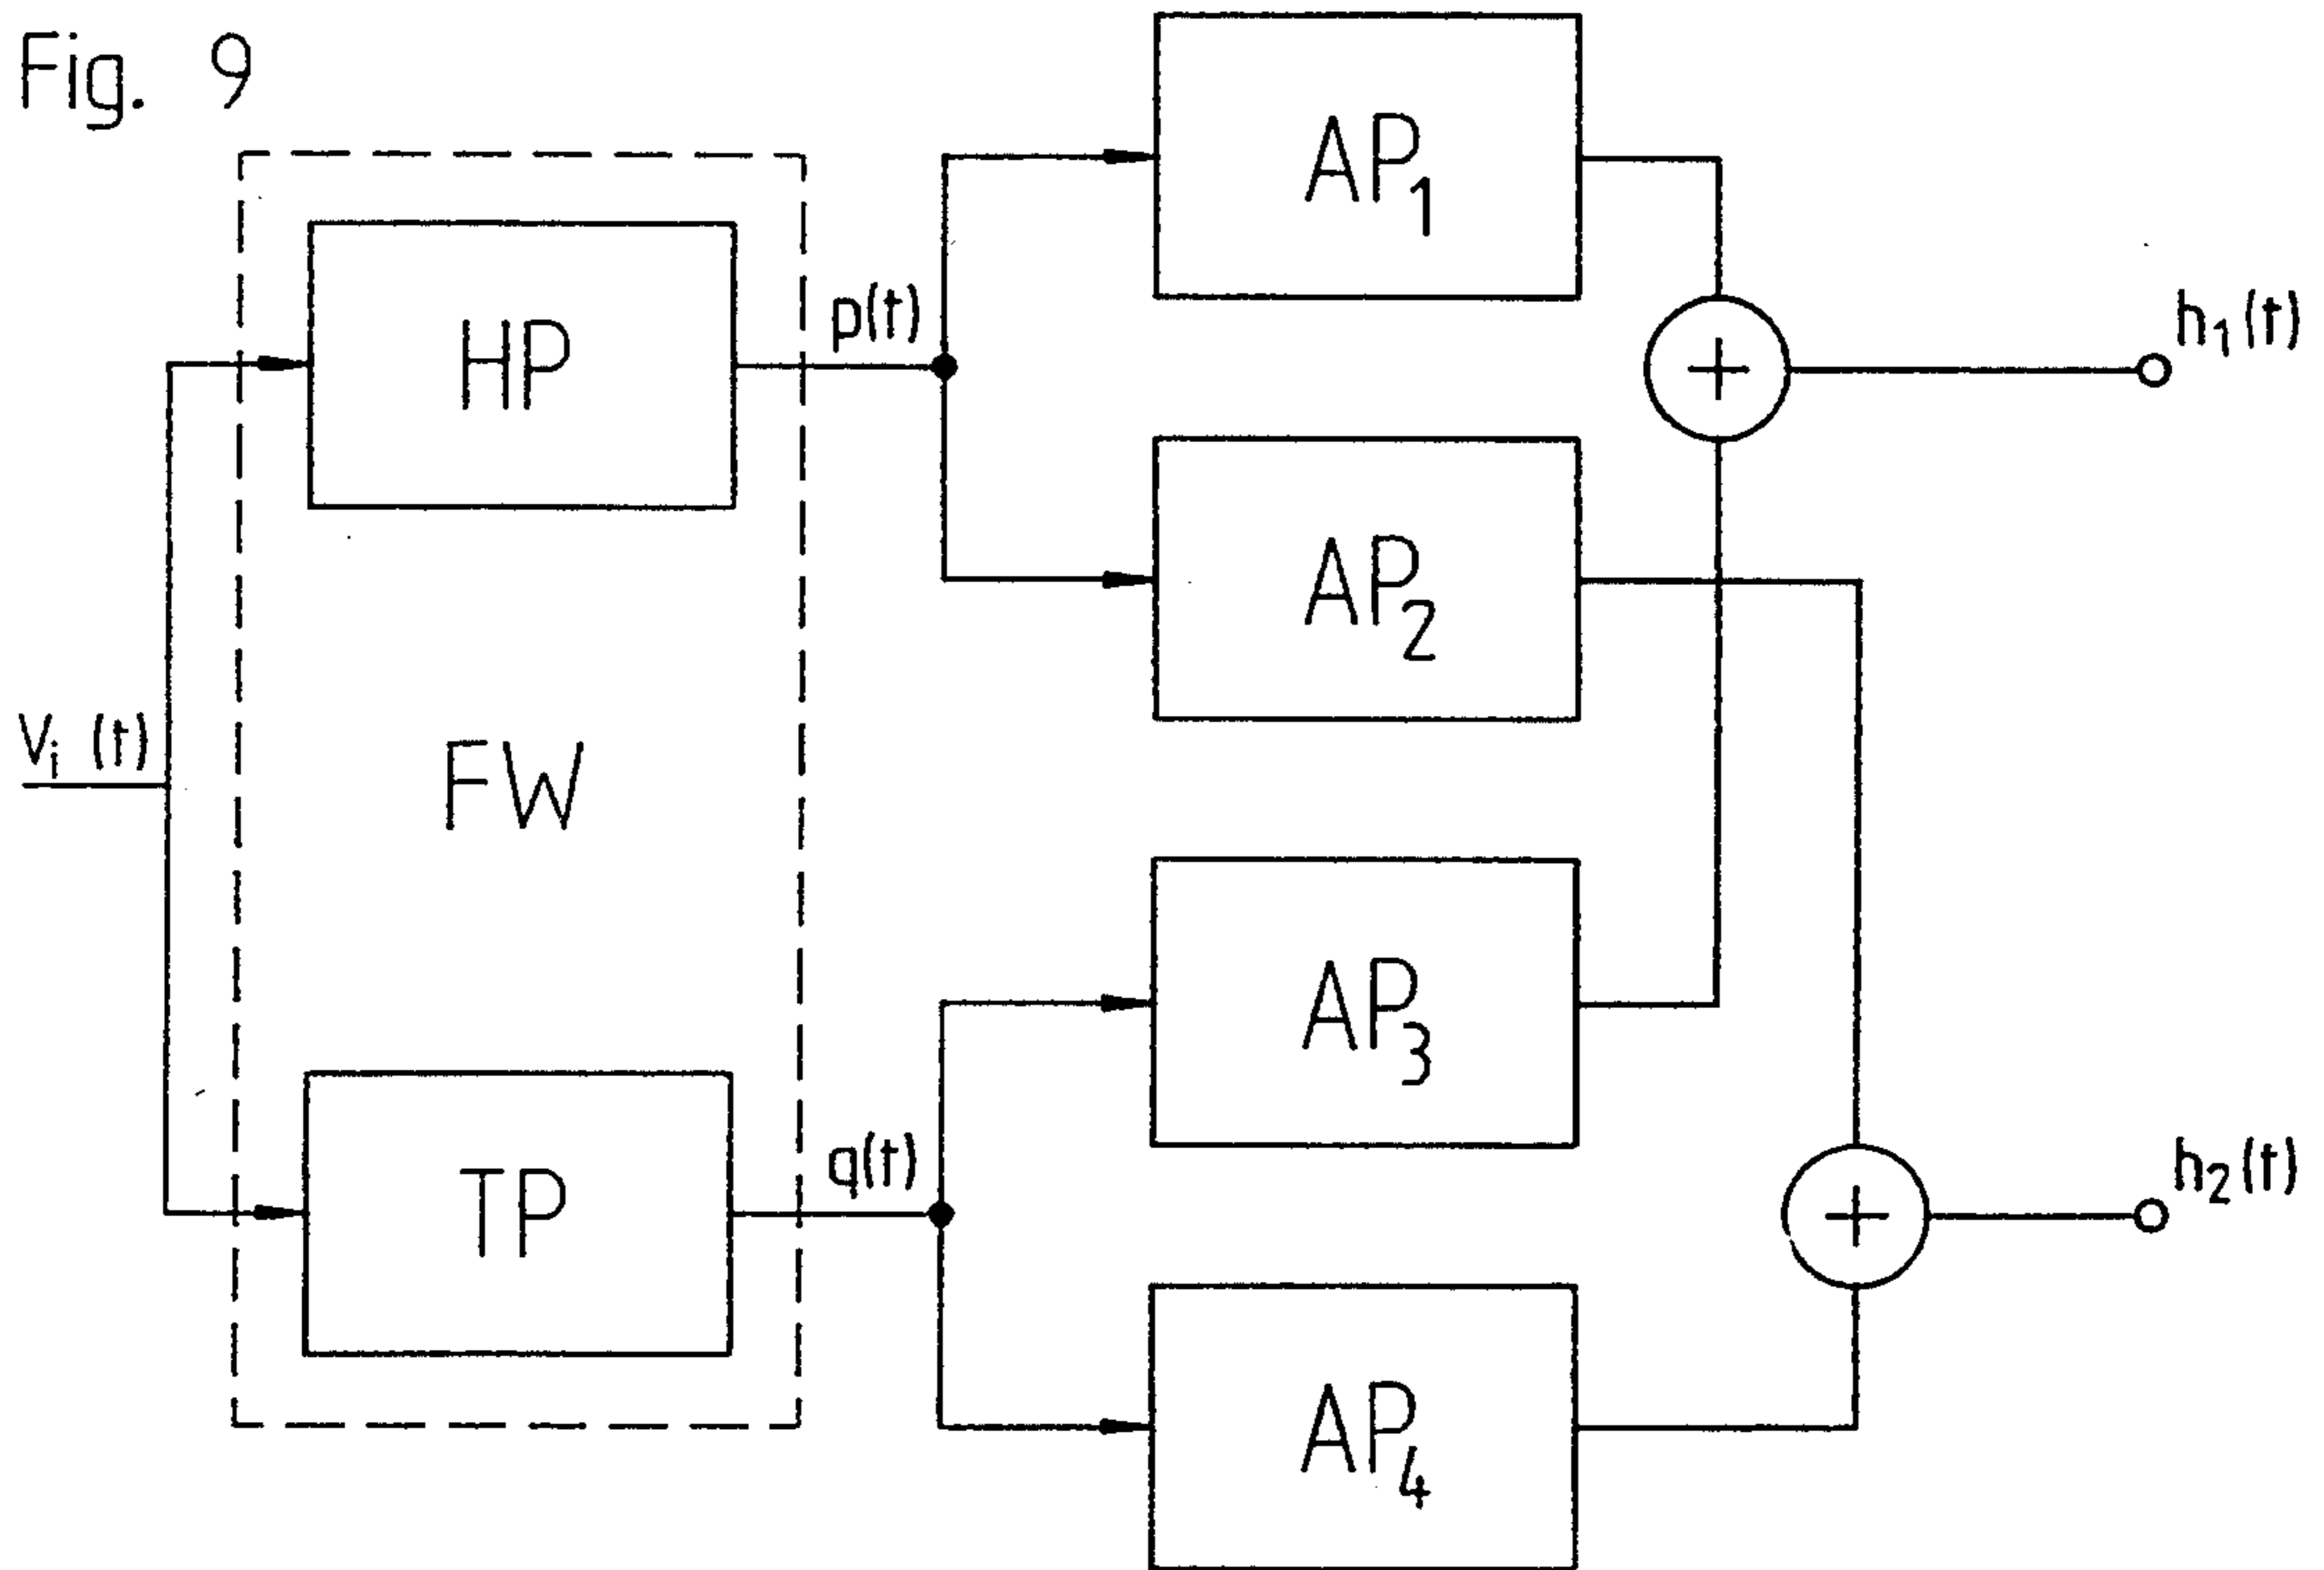 Fig. 9
AP1
HP
p(t)
+
h1(t)
AP2
Vi (t)
FW
AP3
TP
q(t)
+
h2(t)
AP4